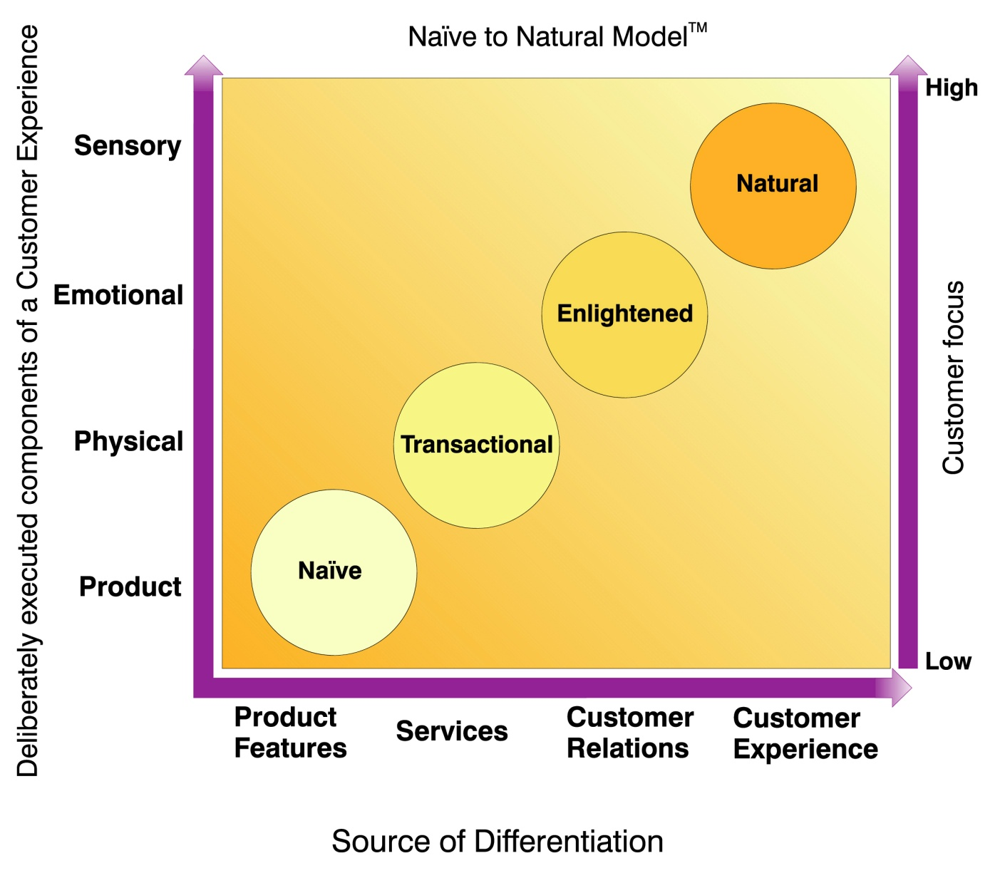 Naïve to Natural Model™
Deliberately executed components of a Customer Experience
High
Sensory
Natural
Emotional
Enlightened
Customer focus
Physical
Transactional
Product
Naïve
Low
Product
Features
Services
Customer
Relations
Customer
Experience
Source of Differentiation